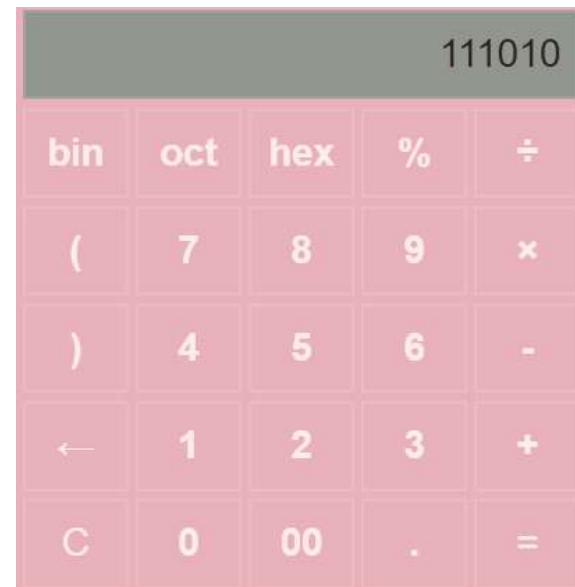 111010
bin oct hex % ÷
( 7 8 9 ×
) 4 5 6 -
← 1 2 3 +
C 0 00 . =